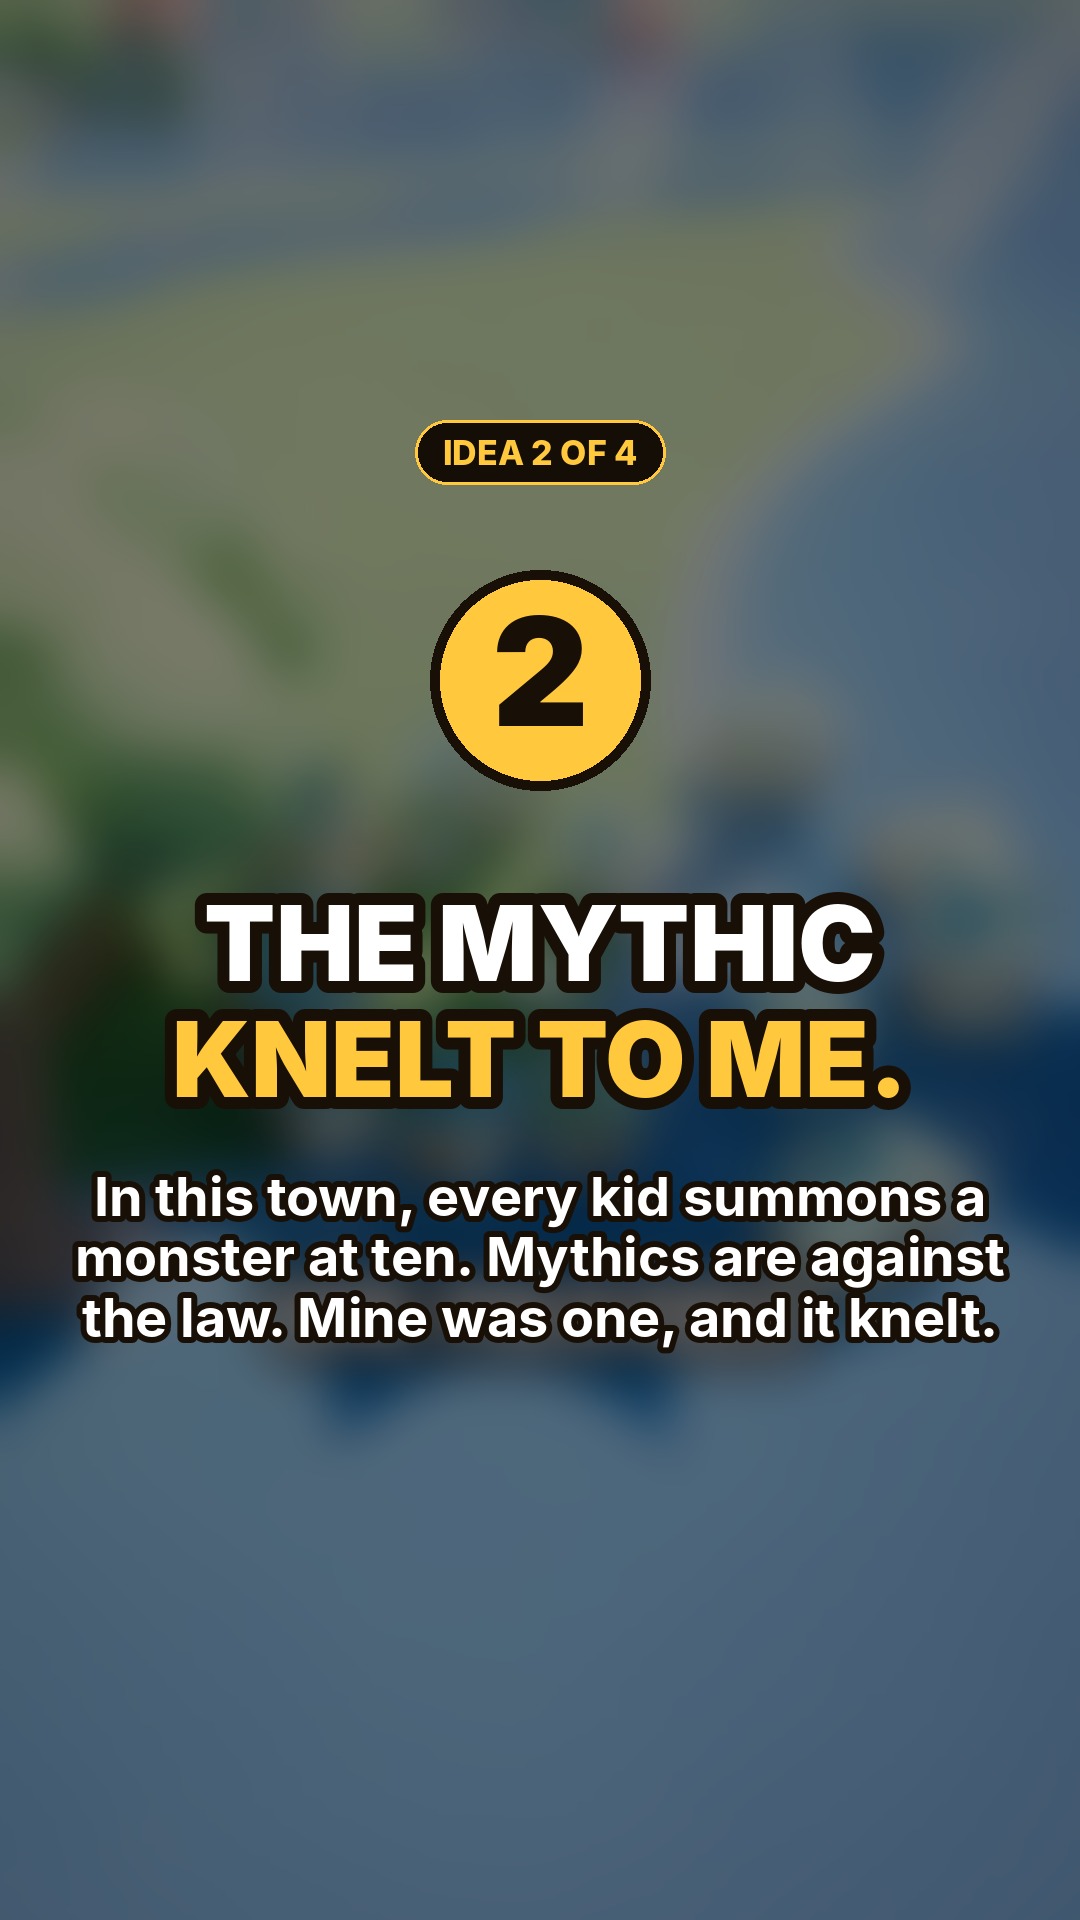 IDEA 2 OF 4
2
THE MYTHIC
KNELT TO ME.
In this town, every kid summons a
monster at ten. Mythics are against
the law. Mine was one, and it knelt.